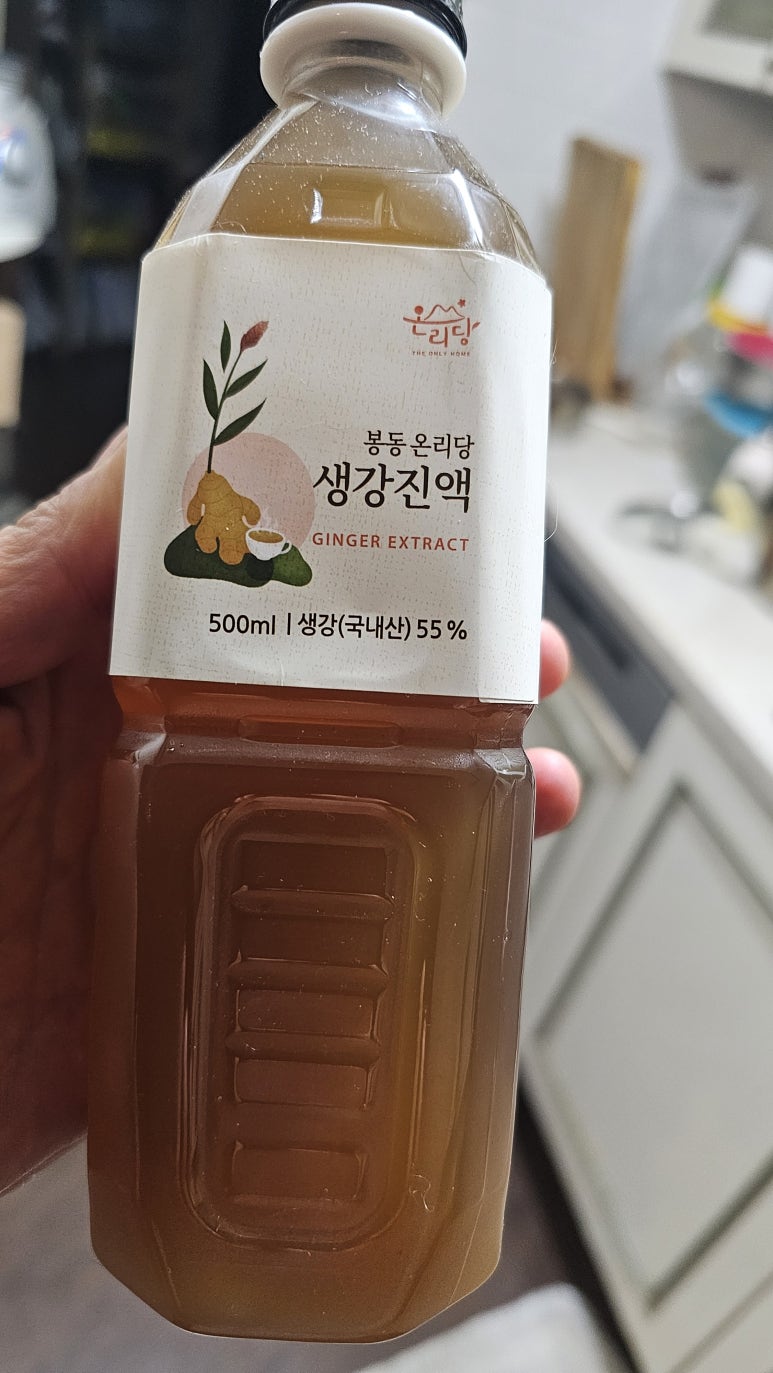 온리당
THE ONLY HOME
봉동 온리당
생강진액
GINGER EXTRACT
500ml | 생강(국내산) 55 %